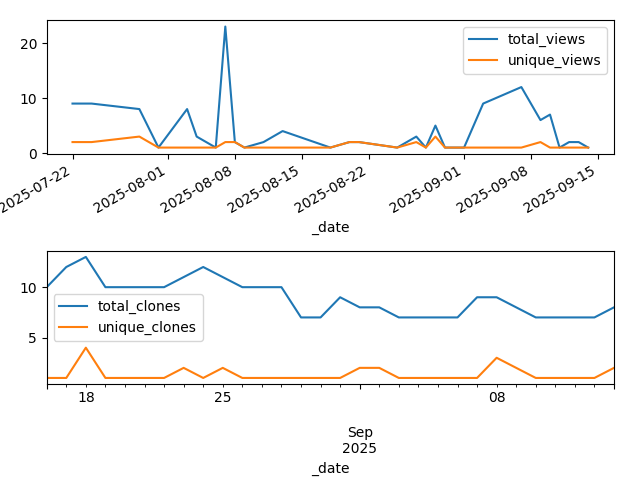 20
total_views
unique_views
10
0
2025-07-22
2025-08-01
2025-08-08
2025-08-15
2025-08-22
2025-09-01
2025-09-08
2025-09-15
_date
10
total_clones
unique_clones
5
18
25
08
Sep
2025
_date